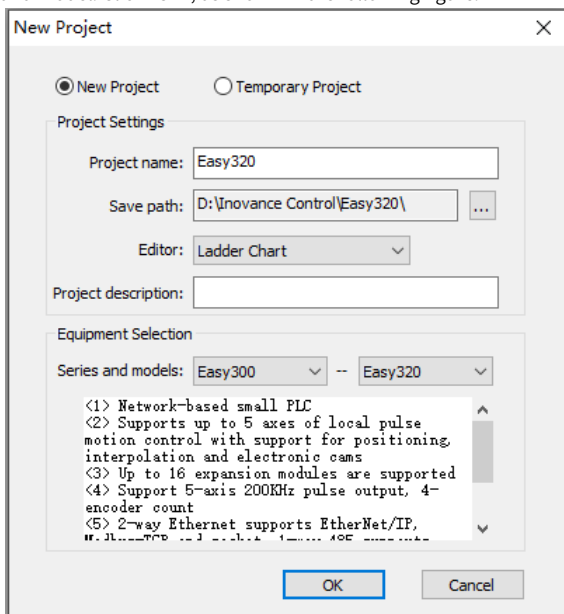 New Project
New Project
Temporary Project
Project Settings
Project name: Easy320
Save path: D:\Inovance Control\Easy320\ ...
Editor: Ladder Chart
Project description:
Equipment Selection
Series and models: Easy300 -- Easy320
<1> Network-based small PLC
<2> Supports up to 5 axes of local pulse
motion control with support for positioning,
interpolation and electronic cams
<3> Up to 16 expansion modules are supported
<4> Support 5-axis 200KHz pulse output, 4-
encoder count
<5> 2-way Ethernet supports EtherNet/IP,
OK Cancel